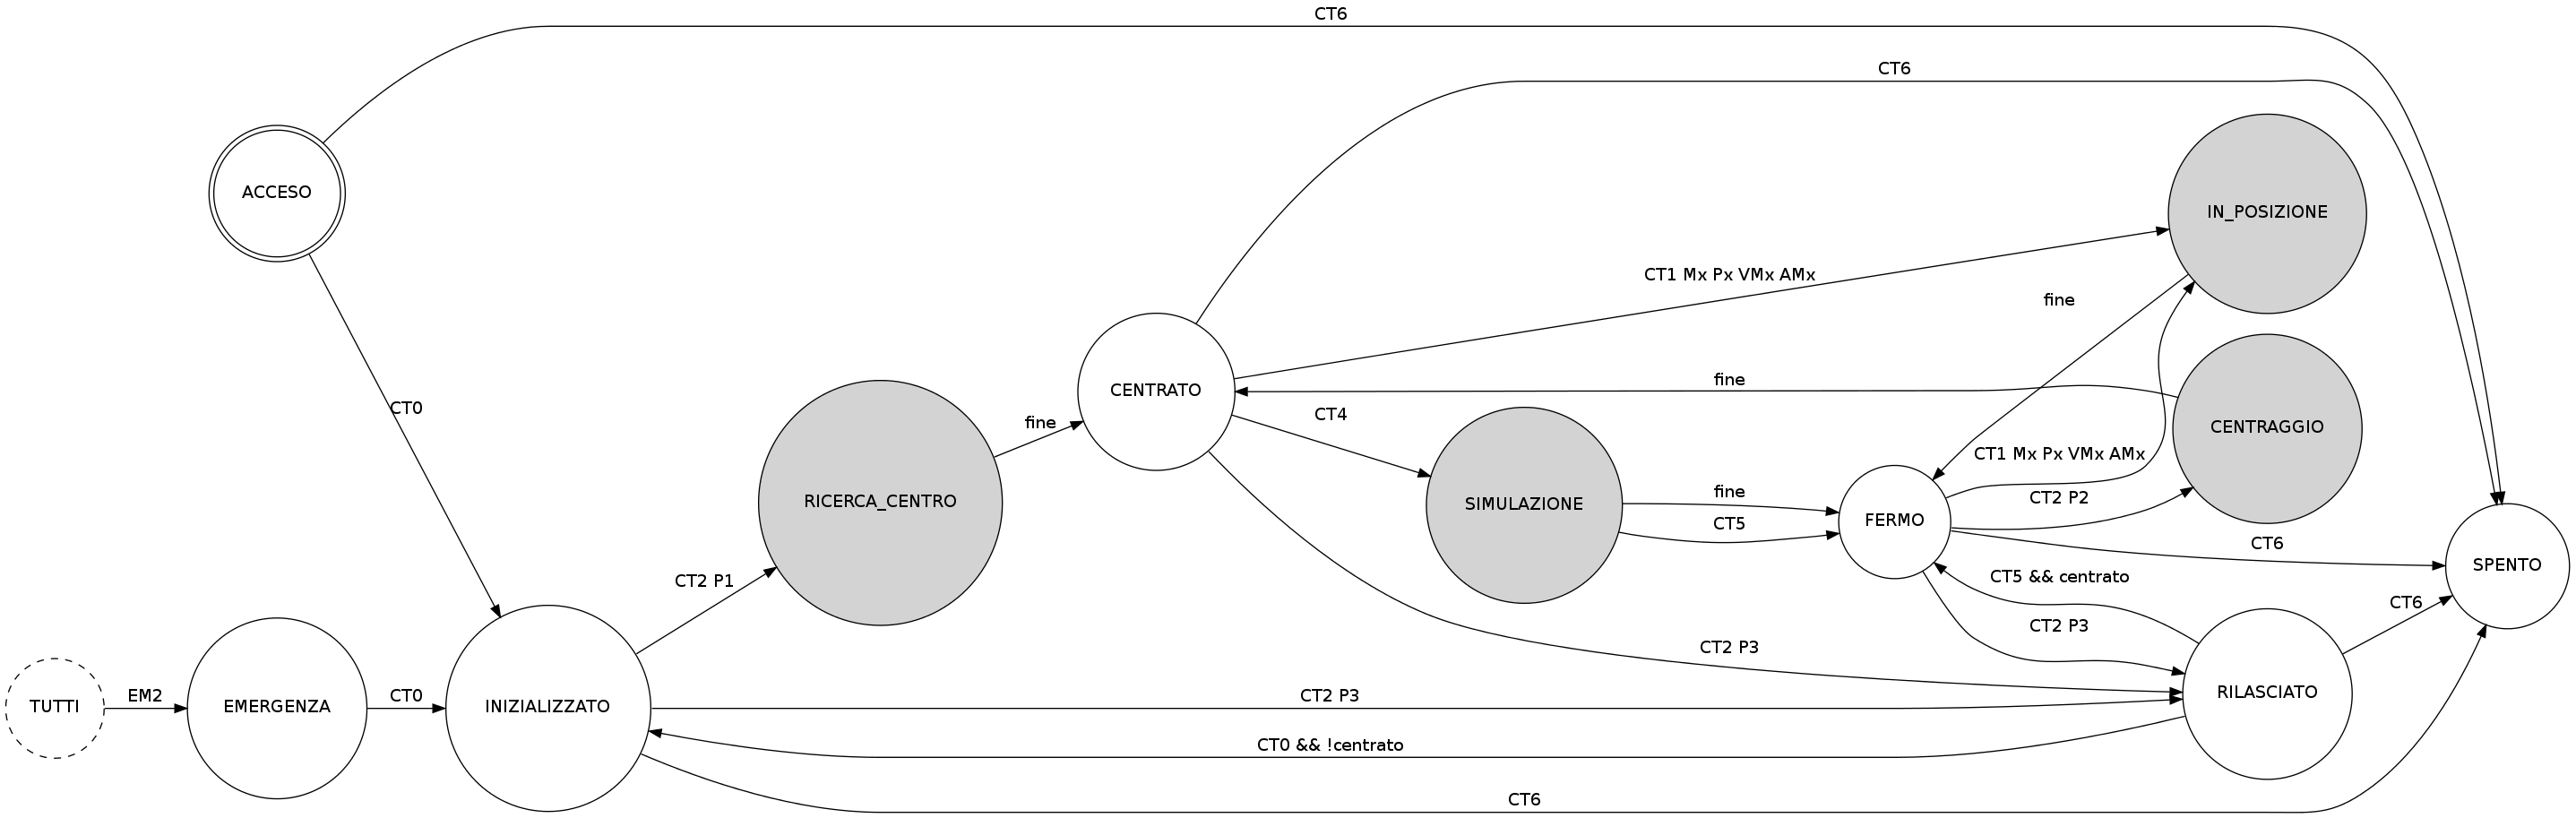 CT6
CT6
ACCESO
IN_POSIZIONE
CT1 Mx Px VMx AMx
fine
fine
CENTRATO
CT4
CT0
fine
CENTRAGGIO
CT1 Mx Px VMx AMx
RICERCA_CENTRO
SIMULAZIONE
fine
CT2 P2
CT5
FERMO
CT6
SPENTO
CT2 P1
CT5 && centrato
CT6
CT2 P3
CT2 P3
TUTTI
EM2
EMERGENZA
CT0
INIZIALIZZATO
CT2 P3
RILASCIATO
CT0 && !centrato
CT6